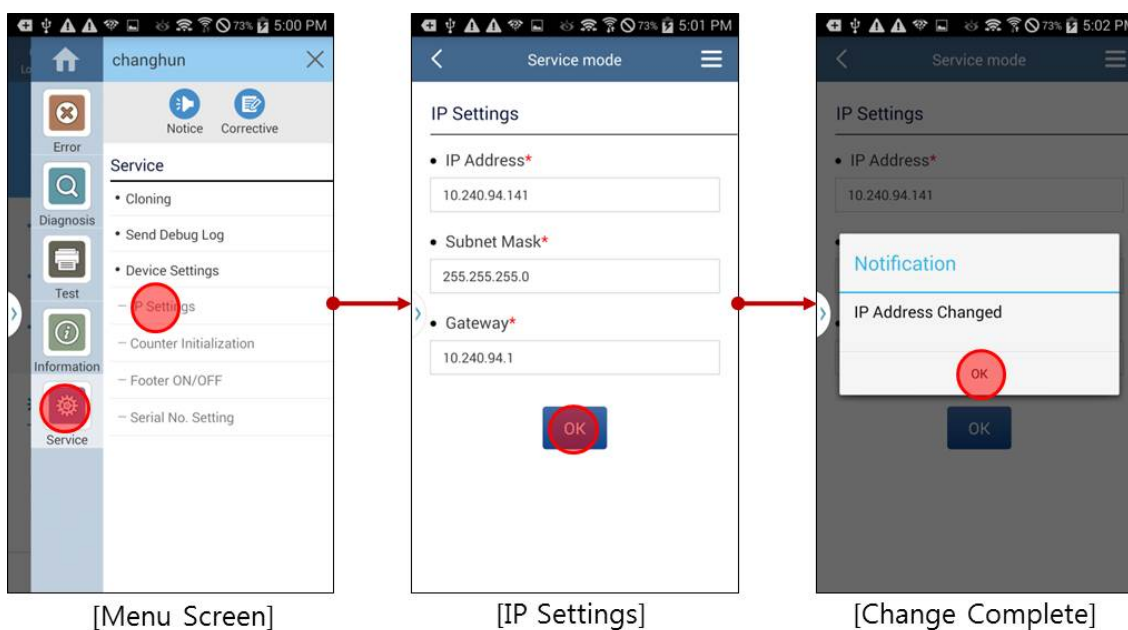 73% 5:00 PM
changhun
Notice Corrective
Error
Service
• Cloning
Diagnosis
• Send Debug Log
• Device Settings
Test
– IP Settings
– Counter Initialization
Information
– Footer ON/OFF
– Serial No. Setting
Service
[Menu Screen]
73% 5:01 PM
Service mode
IP Settings
• IP Address*
10.240.94.141
• Subnet Mask*
255.255.255.0
• Gateway*
10.240.94.1
OK
[IP Settings]
73% 5:02 PM
Service mode
IP Settings
• IP Address*
10.240.94.141
Notification
IP Address Changed
OK
OK
[Change Complete]